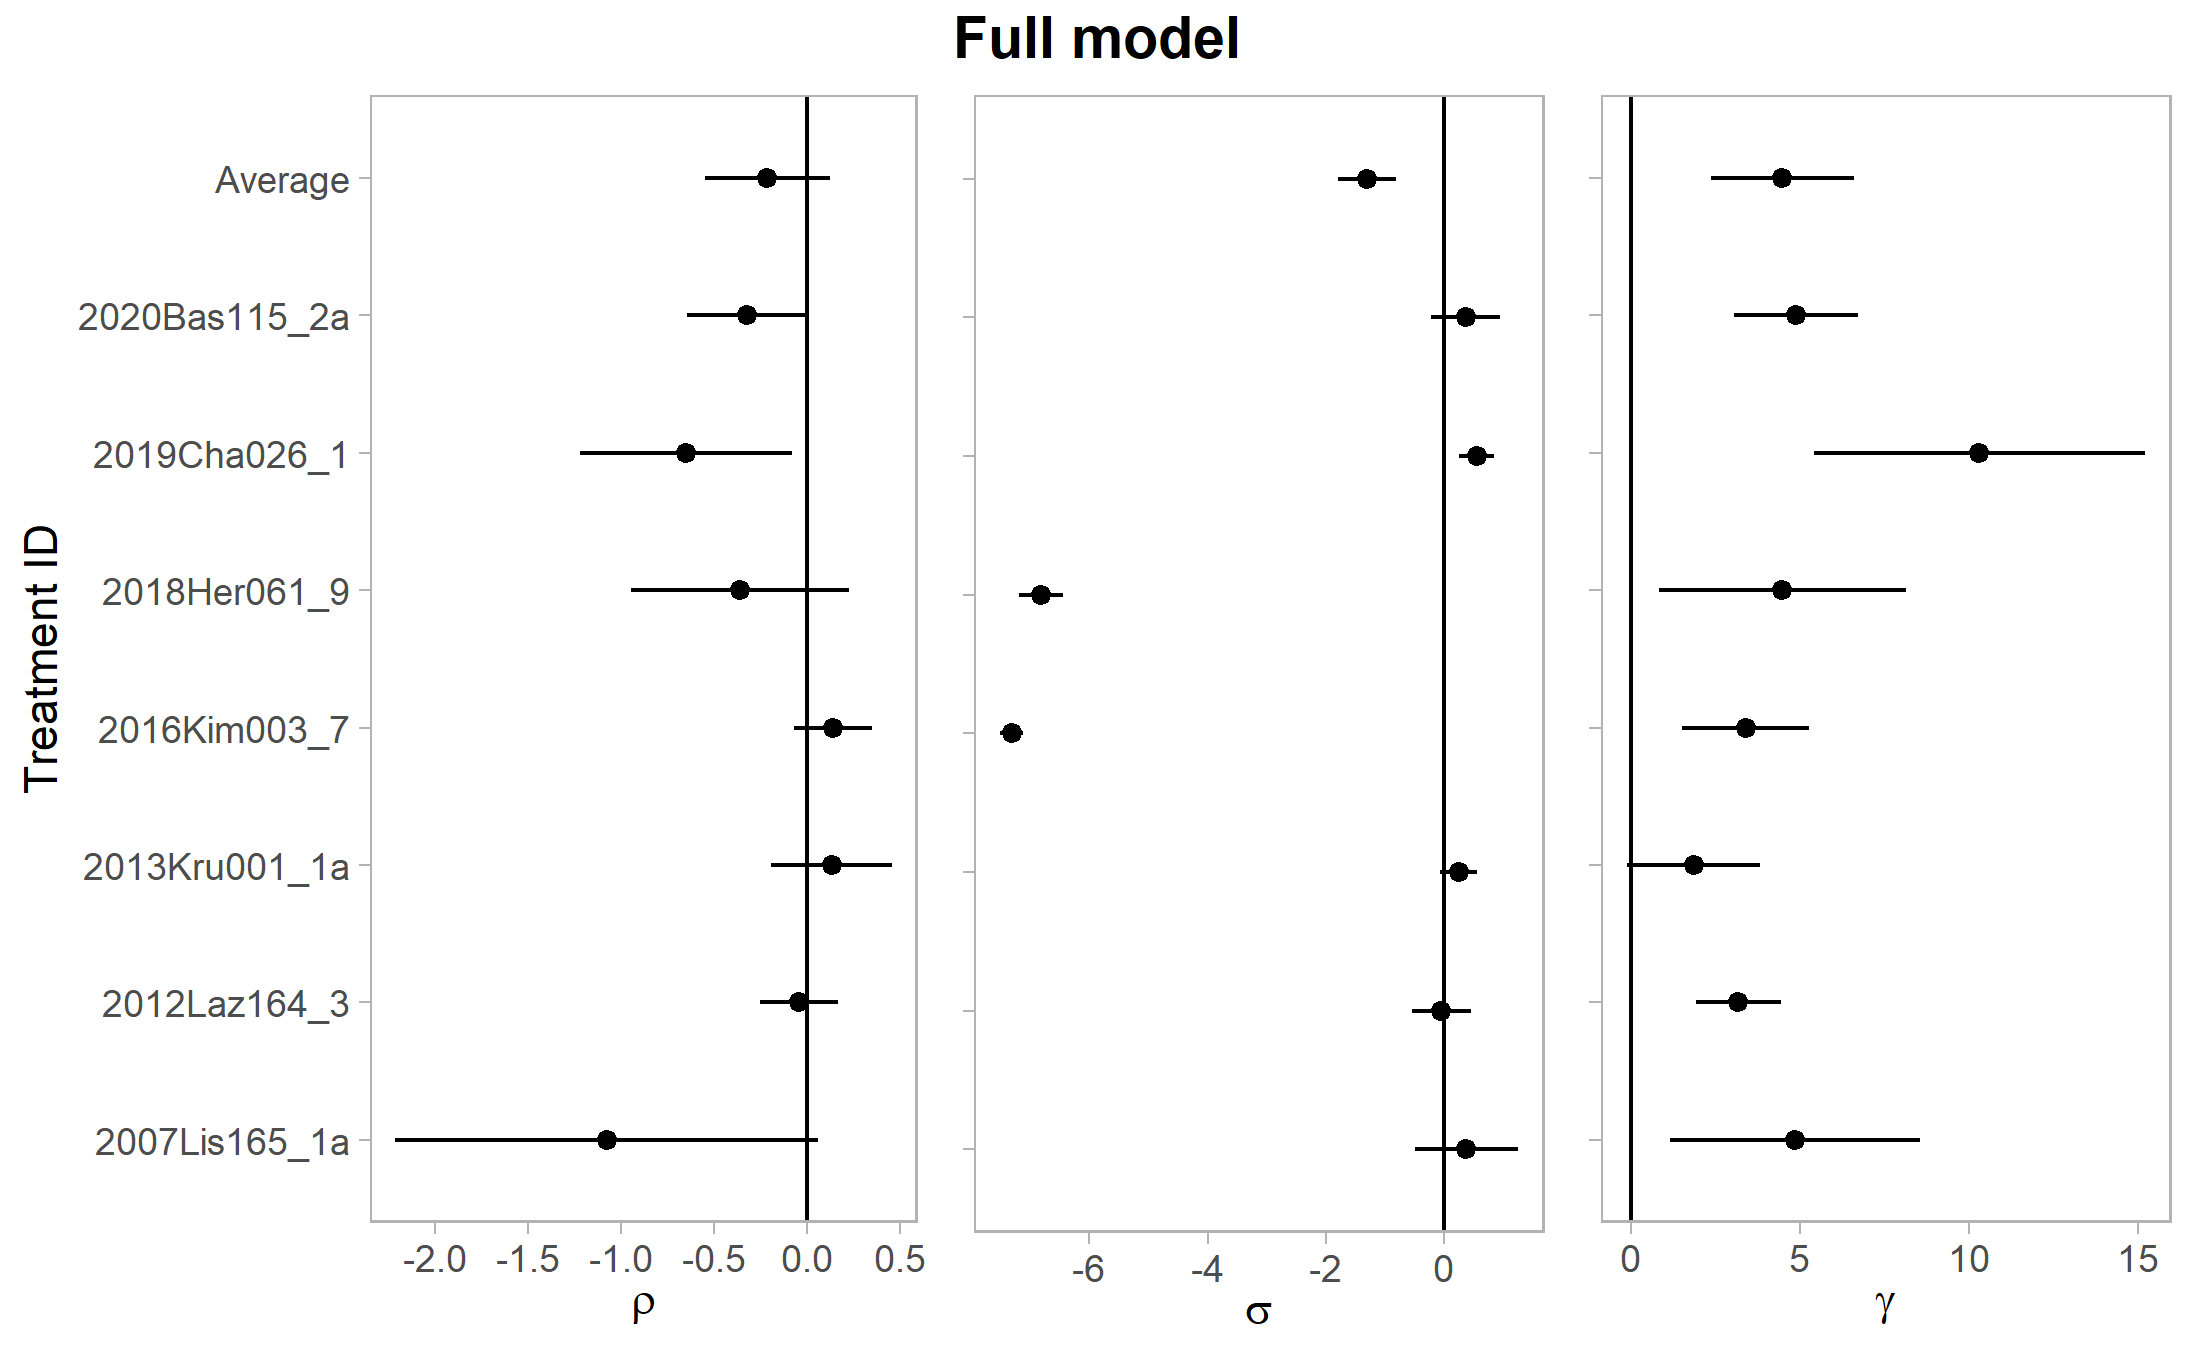 Full model
Treatment ID
Average
2020Bas115_2a
2019Cha026_1
2018Her061_9
2016Kim003_7
2013Kru001_1a
2012Laz164_3
2007Lis165_1a
-2.0 -1.5 -1.0 -0.5 0.0 0.5
ρ
-6 -4 -2 0
σ
0 5 10 15
γ